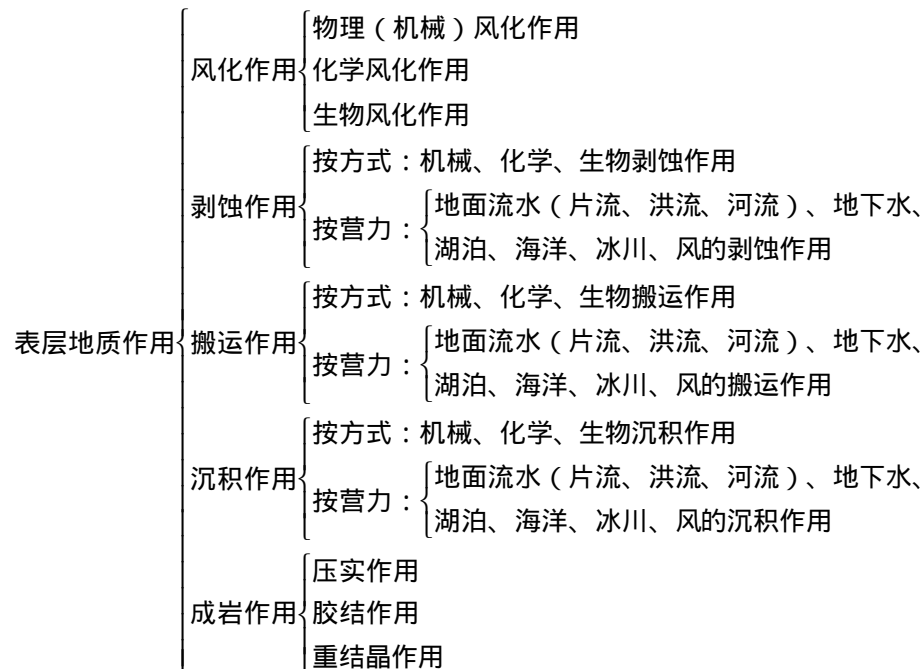 物理（机械）风化作用
风化作用
化学风化作用
生物风化作用
按方式：机械、化学、生物剥蚀作用
剥蚀作用
按营力：
地面流水（片流、洪流、河流）、地下水、
湖泊、海洋、冰川、风的剥蚀作用
按方式：机械、化学、生物搬运作用
表层地质作用
搬运作用
按营力：
地面流水（片流、洪流、河流）、地下水、
湖泊、海洋、冰川、风的搬运作用
按方式：机械、化学、生物沉积作用
沉积作用
按营力：
地面流水（片流、洪流、河流）、地下水、
湖泊、海洋、冰川、风的沉积作用
压实作用
成岩作用
胶结作用
重结晶作用